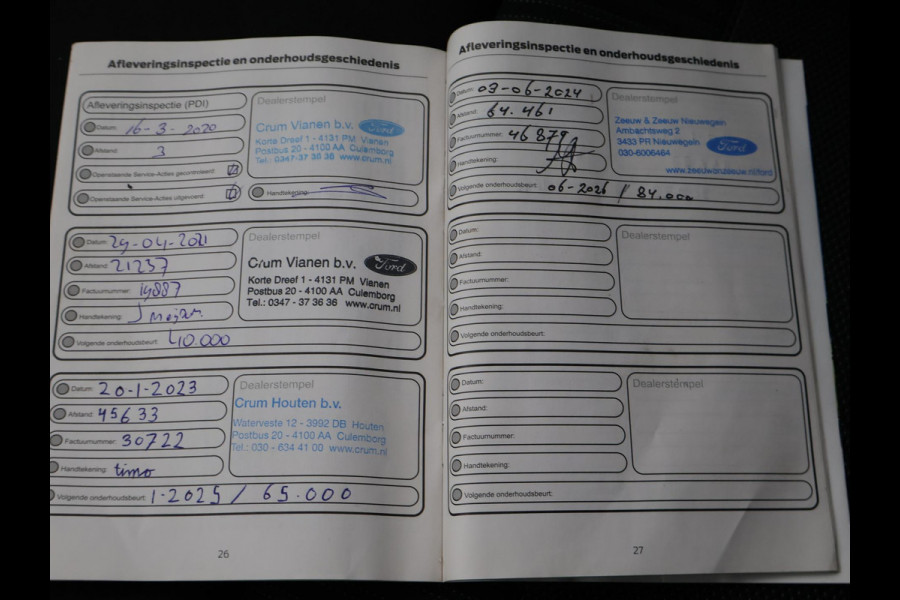 Afleveringsinspectie en onderhoudsgeschiedenis
Afleveringsinspectie (PDI)
Datum: 16-3-2020
Afstand: 3
Openstaande Service-Acties gecontroleerd:
Openstaande Service-Acties uitgevoerd:
Dealerstempel
Crum Vianen b.v. Ford
Korte Dreef 1 - 4131 PM Vianen
Postbus 20 - 4100 AA Culemborg
Tel.: 0347-37 36 36 www.crum.nl
Handtekening:
Datum: 29-04-2021
Afstand: 21237
Factuurnummer: 19887
Handtekening: J Meijer
Volgende onderhoudsbeurt: 40.000
Dealerstempel
Crum Vianen b.v. Ford
Korte Dreef 1 - 4131 PM Vianen
Postbus 20 - 4100 AA Culemborg
Tel.: 0347 - 37 36 36 www.crum.nl
Datum: 20-1-2023
Afstand: 45633
Factuurnummer: 30722
Handtekening: timo
Volgende onderhoudsbeurt: 1-2025 / 65.000
Dealerstempel
Crum Houten b.v.
Waterveste 12 - 3992 DB Houten
Postbus 20 - 4100 AA Culemborg
Tel.: 030 - 634 41 00 www.crum.nl
26
Afleveringsinspectie en onderhoudsgeschiedenis
Datum: 03-06-2024
Afstand: 64.461
Factuurnummer: 46879
Handtekening:
Volgende onderhoudsbeurt: 06-2026 / 84.000
Dealerstempel
Zeeuw & Zeeuw Nieuwegein
Ambachtsweg 2
3433 PR Nieuwegein Ford
030-6006464
www.zeeuwenzeeuw.nl/ford
Datum:
Afstand:
Factuurnummer:
Handtekening:
Volgende onderhoudsbeurt:
Dealerstempel
Datum:
Afstand:
Factuurnummer:
Handtekening:
Volgende onderhoudsbeurt:
Dealerstempel
27